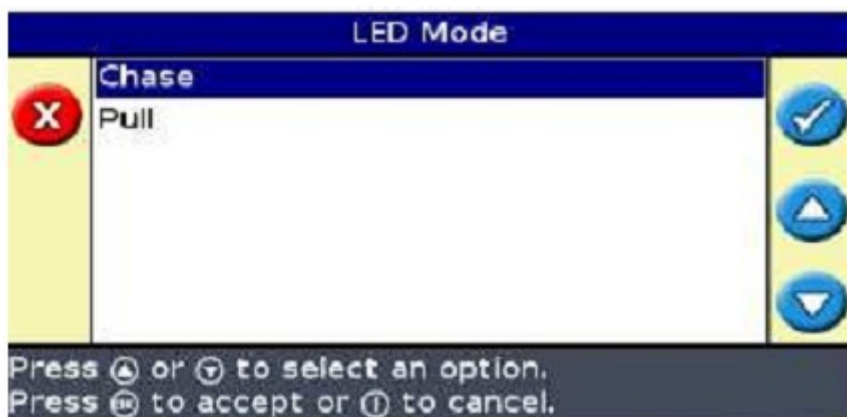 LED Mode
Chase
Pull
X
Press or to select an option.
Press to accept or to cancel.